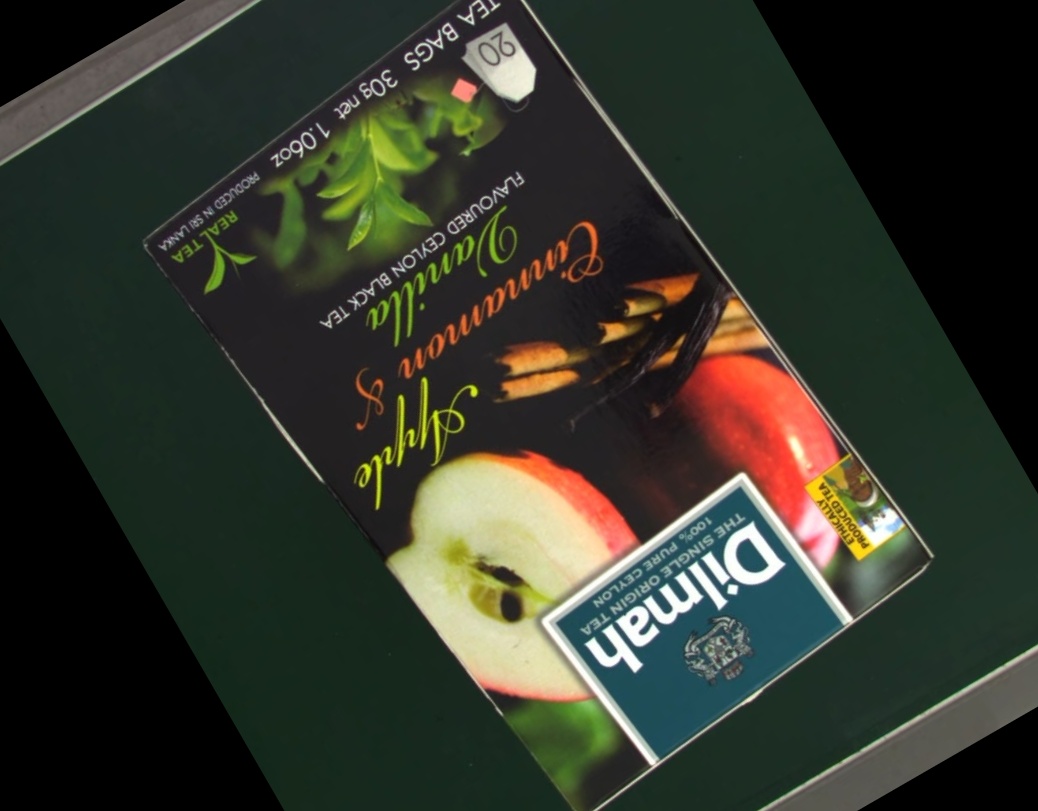 Dilmah
THE SINGLE ORIGIN TEA
100% PURE CEYLON
ETHICALLY
PRODUCED TEA
Apple
Cinnamon &
Vanilla
FLAVOURED CEYLON BLACK TEA
REAL TEA
PRODUCED IN SRI LANKA
20
TEA BAGS 30g net 1.06oz